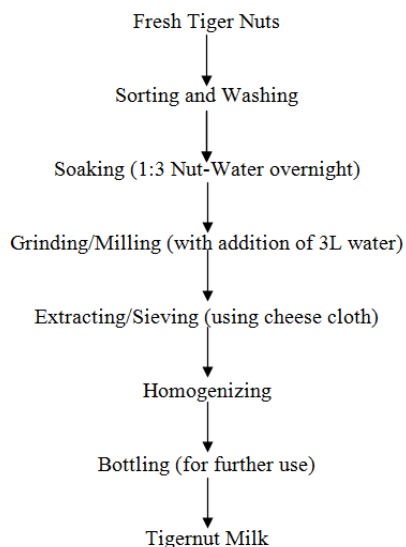 Fresh Tiger Nuts
Sorting and Washing
Soaking (1:3 Nut-Water overnight)
Grinding/Milling (with addition of 3L water)
Extracting/Sieving (using cheese cloth)
Homogenizing
Bottling (for further use)
Tigernut Milk